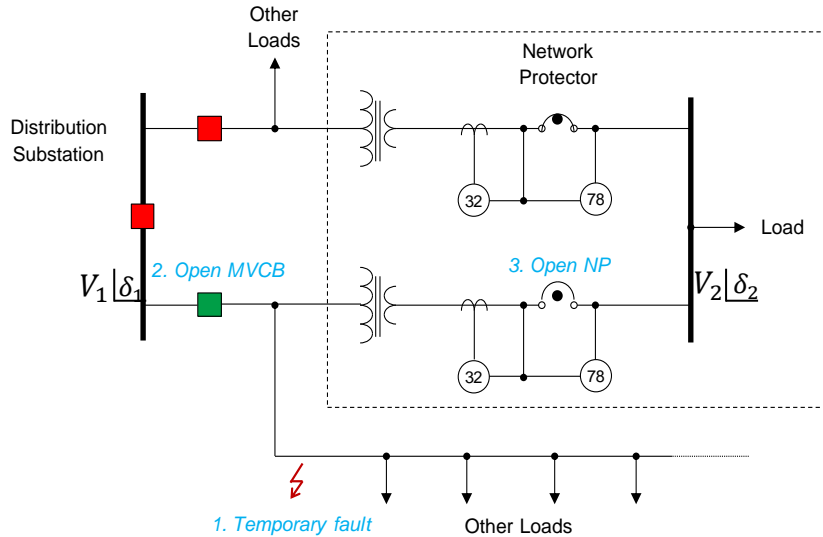 Other
Loads
Network
Protector
Distribution
Substation
32
78
Load
2. Open MVCB
3. Open NP
V₁|δ₁
V₂|δ₂
32
78
1. Temporary fault
Other Loads